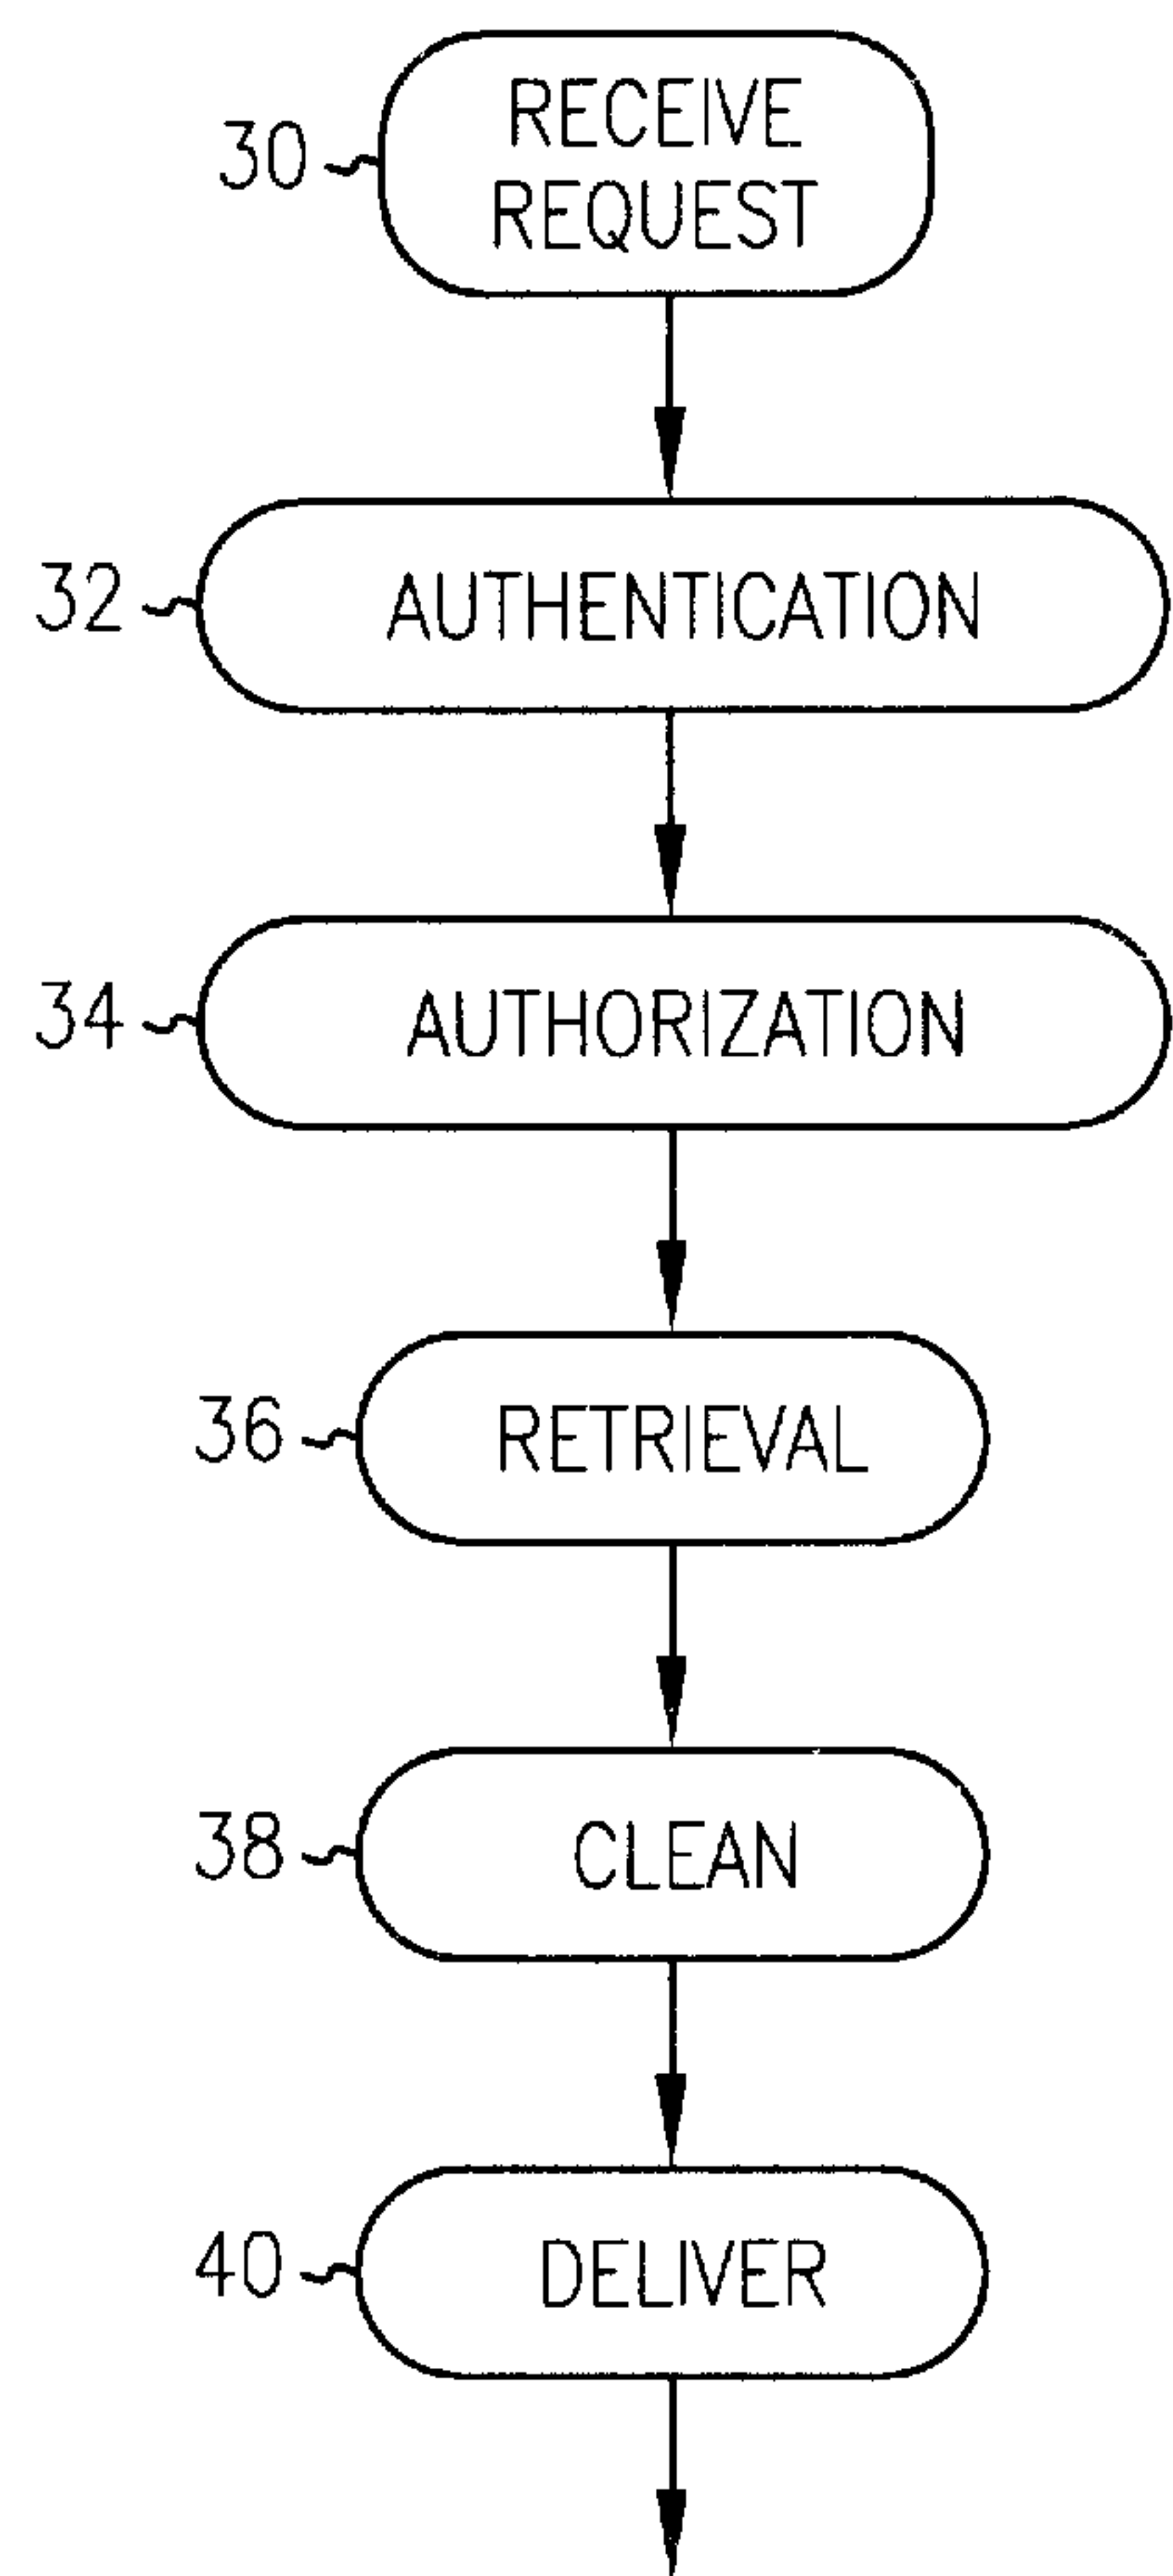 30
RECEIVE
REQUEST
32
AUTHENTICATION
34
AUTHORIZATION
36
RETRIEVAL
38
CLEAN
40
DELIVER